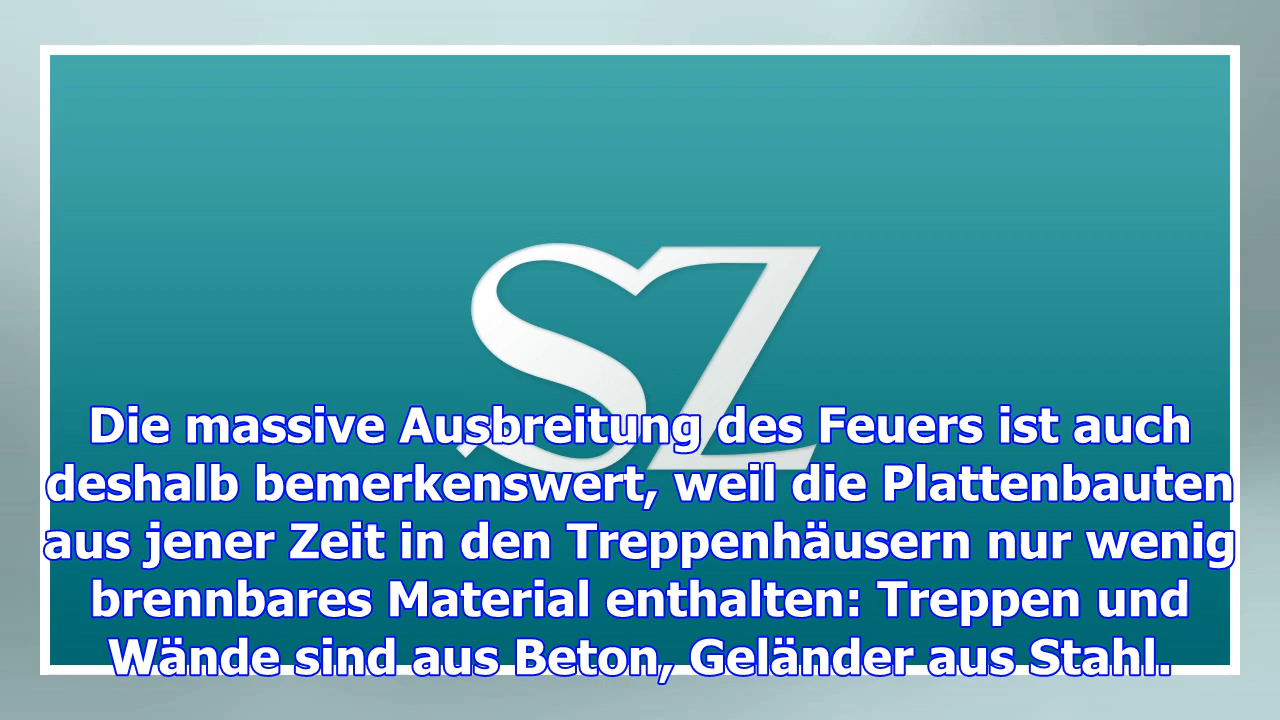 SZ
Die massive Ausbreitung des Feuers ist auch
deshalb bemerkenswert, weil die Plattenbauten
aus jener Zeit in den Treppenhäusern nur wenig
brennbares Material enthalten: Treppen und
Wände sind aus Beton, Geländer aus Stahl.